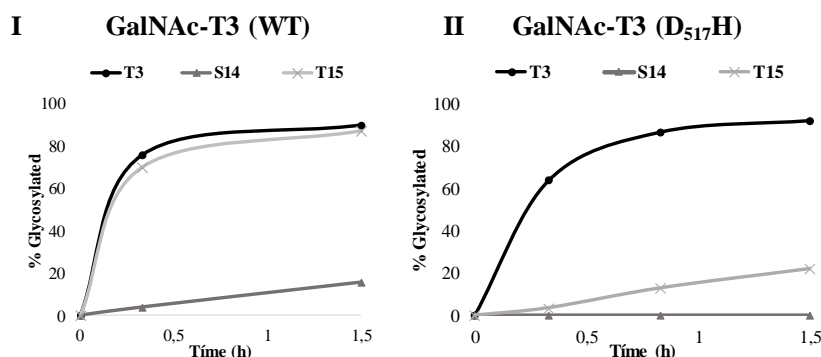 I GalNAc-T3 (WT)
T3 S14 T15
% Glycosylated
100
80
60
40
20
0
0 0,5 1 1,5
Tíme (h)
II GalNAc-T3 (D517H)
T3 S14 T15
% Glycosylated
100
80
60
40
20
0
0 0,5 1 1,5
Tíme (h)